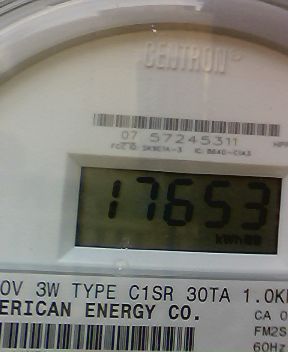 CENTRON®
07 57245311
17653
kWh
0V 3W TYPE C1SR 30TA 1.0K
ERICAN ENERGY CO.
CA 0
FM2S
60Hz